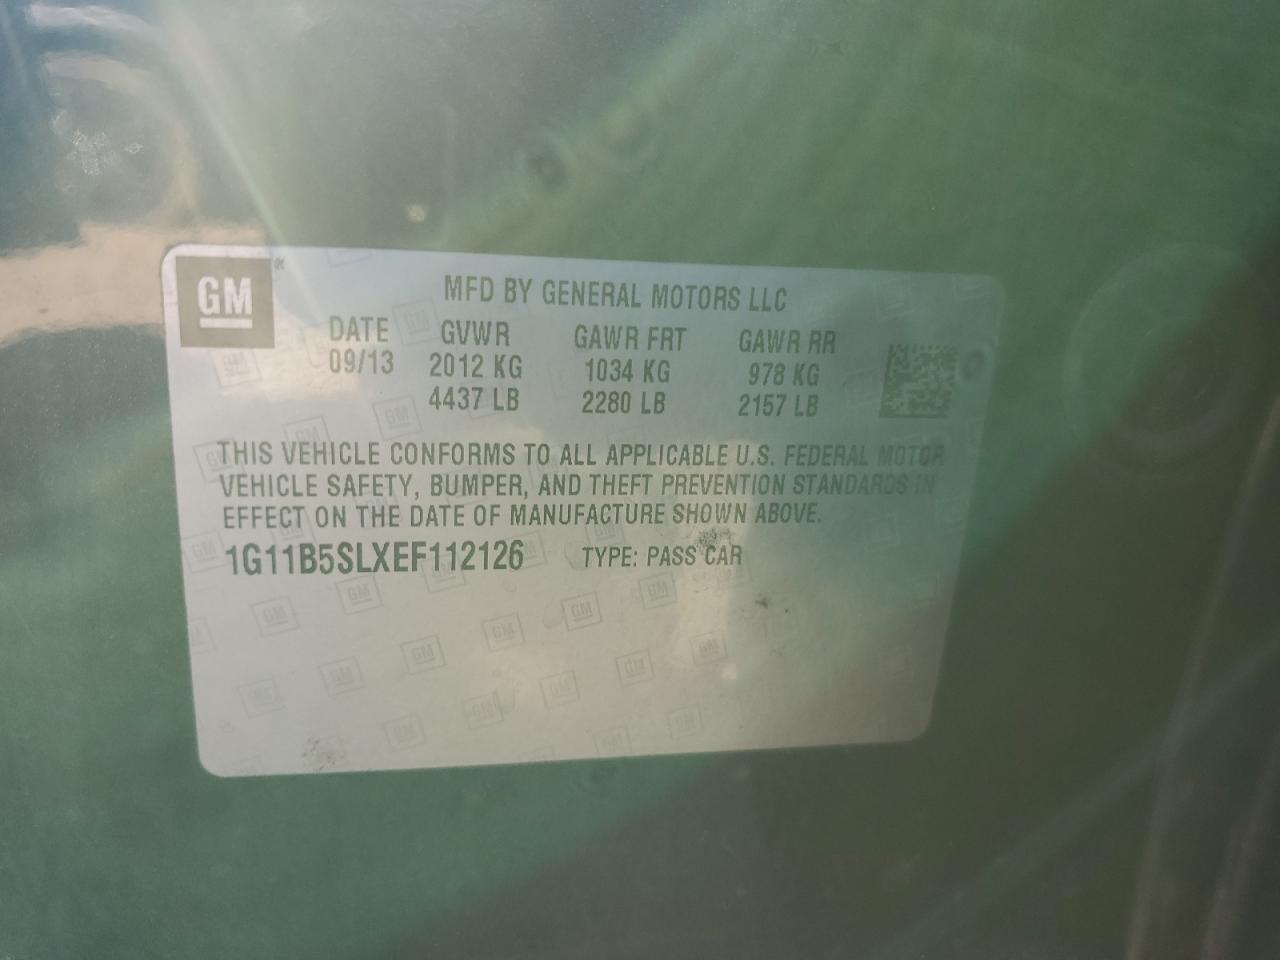 GM
MFD BY GENERAL MOTORS LLC
DATE GVWR GAWR FRT GAWR RR
09/13 2012 KG 1034 KG 978 KG
4437 LB 2280 LB 2157 LB
THIS VEHICLE CONFORMS TO ALL APPLICABLE U.S. FEDERAL MOTOR
VEHICLE SAFETY, BUMPER, AND THEFT PREVENTION STANDARDS IN
EFFECT ON THE DATE OF MANUFACTURE SHOWN ABOVE.
1G11B5SLXEF112126 TYPE: PASS CAR